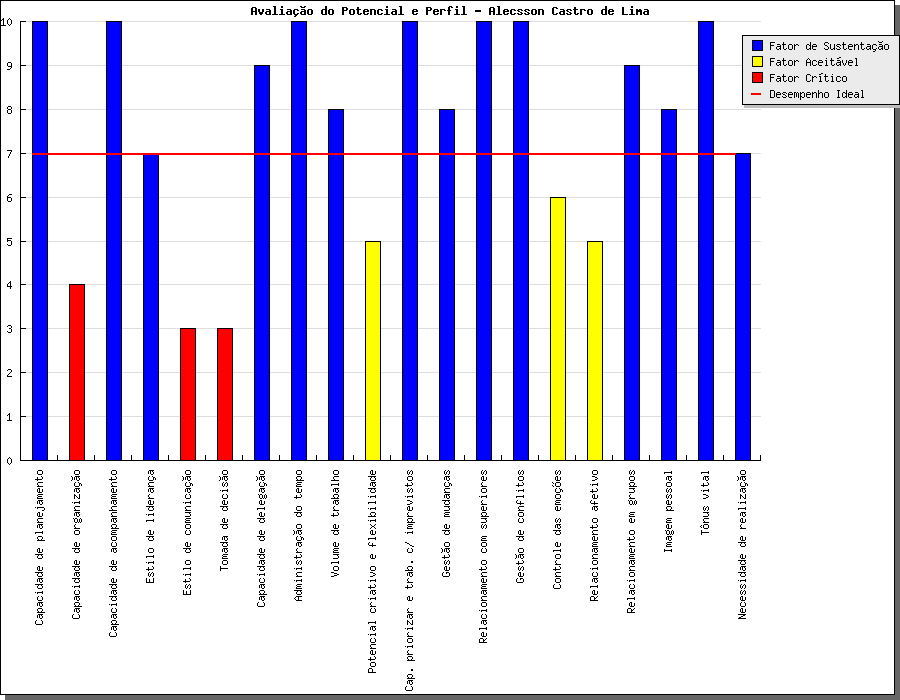 Avaliação do Potencial e Perfil - Alecsson Castro de Lima
Fator de Sustentação
Fator Aceitável
Fator Crítico
Desempenho Ideal
10
9
8
7
6
5
4
3
2
1
0
Capacidade de planejamento
Capacidade de organização
Capacidade de acompanhamento
Estilo de liderança
Estilo de comunicação
Tomada de decisão
Capacidade de delegação
Administração do tempo
Volume de trabalho
Potencial criativo e flexibilidade
Cap. priorizar e trab. c/ imprevistos
Gestão de mudanças
Relacionamento com superiores
Gestão de conflitos
Controle das emoções
Relacionamento afetivo
Relacionamento em grupos
Imagem pessoal
Tônus vital
Necessidade de realização